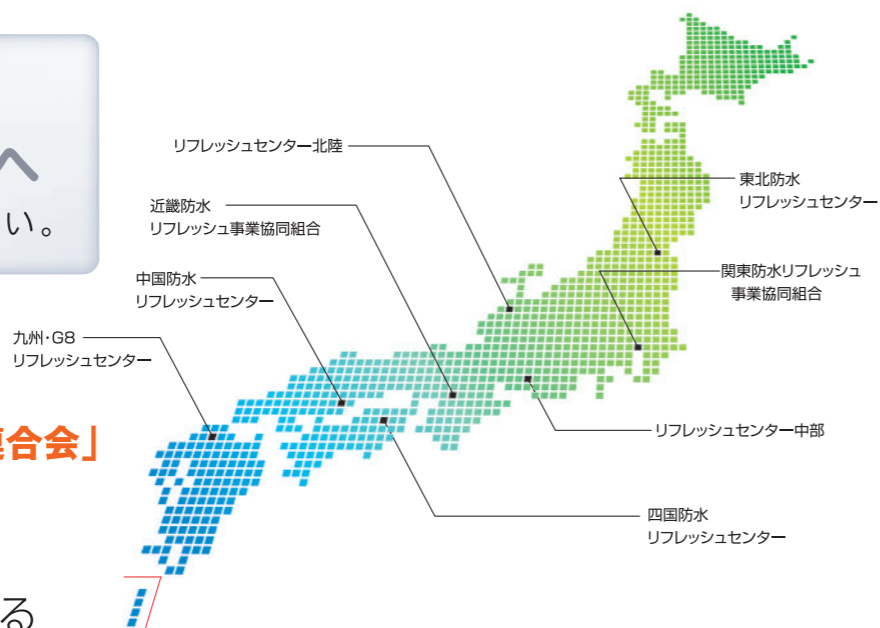 へ
い。
リフレッシュセンター北陸
東北防水
リフレッシュセンター
近畿防水
リフレッシュ事業協同組合
関東防水リフレッシュ
事業協同組合
中国防水
リフレッシュセンター
九州・G8
リフレッシュセンター
連合会」
リフレッシュセンター中部
四国防水
リフレッシュセンター
る